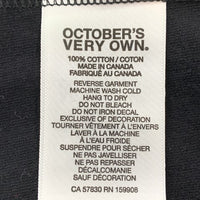 OCTOBER'S
VERY OWN.
100% COTTON / COTON
MADE IN CANADA
FABRIQUÉ AU CANADA
REVERSE GARMENT
MACHINE WASH COLD
HANG TO DRY
DO NOT BLEACH
DO NOT IRON DECAL
EXCLUSIVE OF DECORATION
TOURNER VÊTEMENT À L'ENVERS
LAVER À LA MACHINE
À L'EAU FROIDE
SUSPENDRE POUR SÉCHER
NE PAS JAVELLISER
NE PAS REPASSER
DÉCALCOMANIE
SAUF DÉCORATION
CA 57830 RN 159908